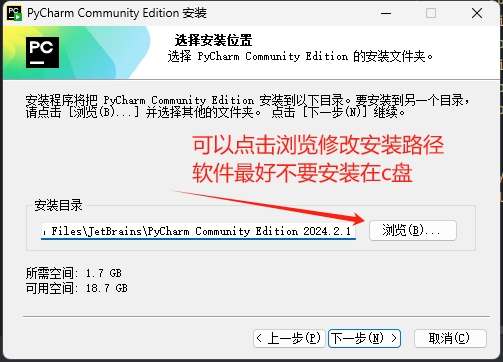 PyCharm Community Edition 安装
PC
选择安装位置
选择 PyCharm Community Edition 的安装文件夹。
安装程序将把 PyCharm Community Edition 安装到以下目录。要安装到另一个目录,
请点击 [浏览(B)...] 并选择其他的文件夹。 点击 [下一步(N)] 继续。
可以点击浏览修改安装路径
软件最好不要安装在c盘
安装目录
Files\JetBrains\PyCharm Community Edition 2024.2.1
浏览(B)...
所需空间: 1.7 GB
可用空间: 18.7 GB
< 上一步(P)
下一步(N) >
取消(C)